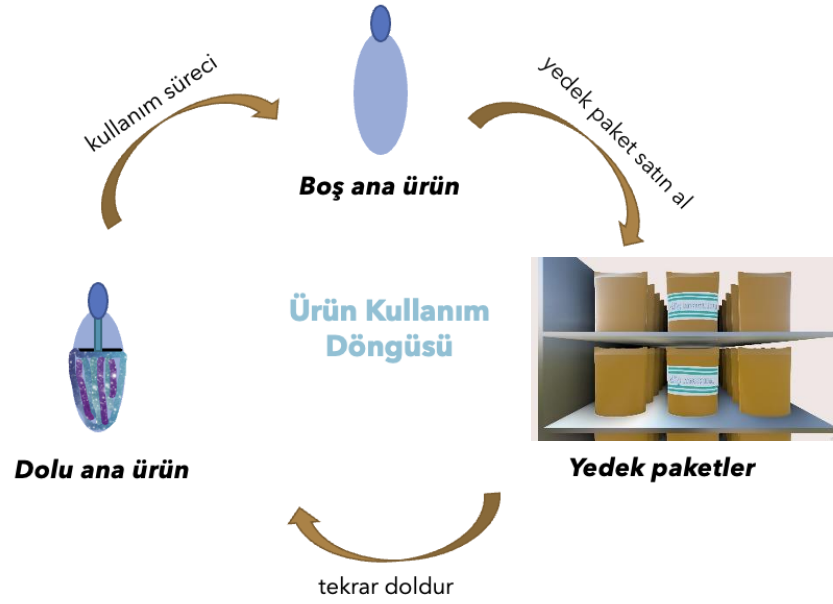 kullanım süreci
yedek paket satın al
Boş ana ürün
Ürün Kullanım
Döngüsü
Dolu ana ürün
Yedek paketler
tekrar doldur